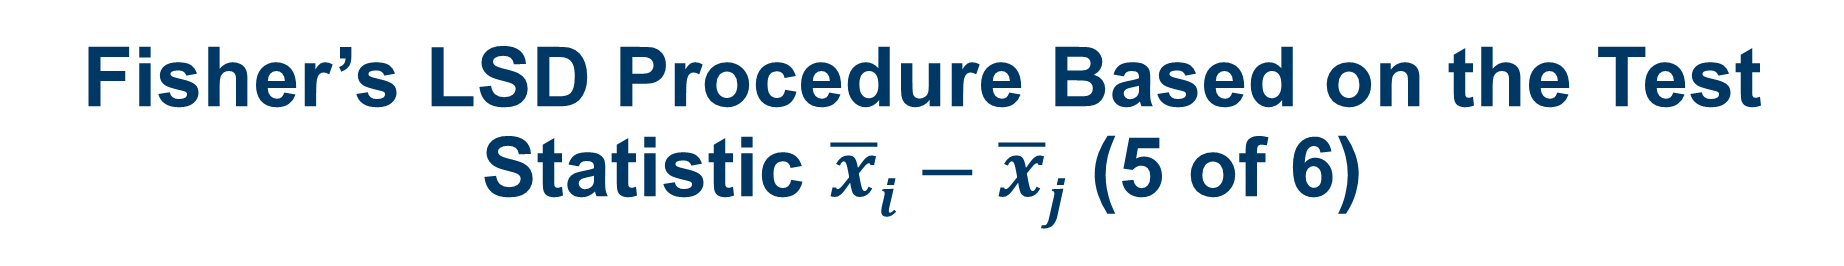 Fisher’s LSD Procedure Based on the Test
Statistic x̅ᵢ − x̅ⱼ (5 of 6)